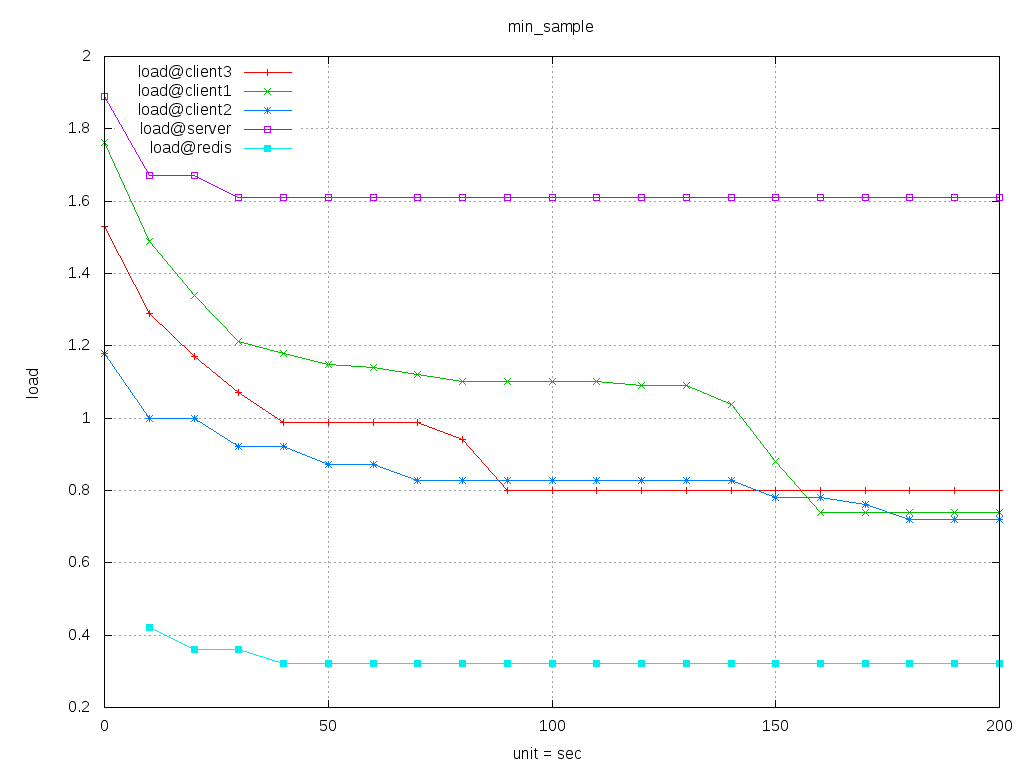 min_sample
load@client3
load@client1
load@client2
load@server
load@redis
2
1.8
1.6
1.4
1.2
1
0.8
0.6
0.4
0.2
load
0 50 100 150 200
unit = sec